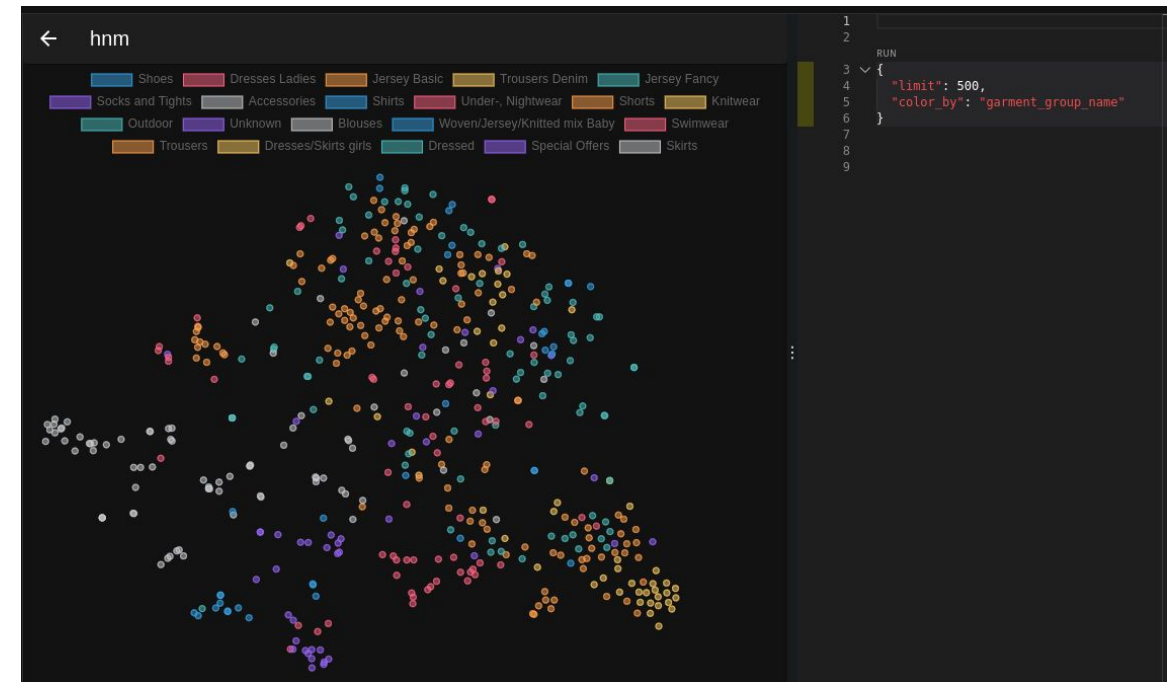 hnm
Shoes Dresses Ladies Jersey Basic Trousers Denim Jersey Fancy
Socks and Tights Accessories Shirts Under-, Nightwear Shorts Knitwear
Outdoor Unknown Blouses Woven/Jersey/Knitted mix Baby Swimwear
Trousers Dresses/Skirts girls Dressed Special Offers Skirts
1
2
RUN
3 {
4 "limit": 500,
5 "color_by": "garment_group_name"
6 }
7
8
9